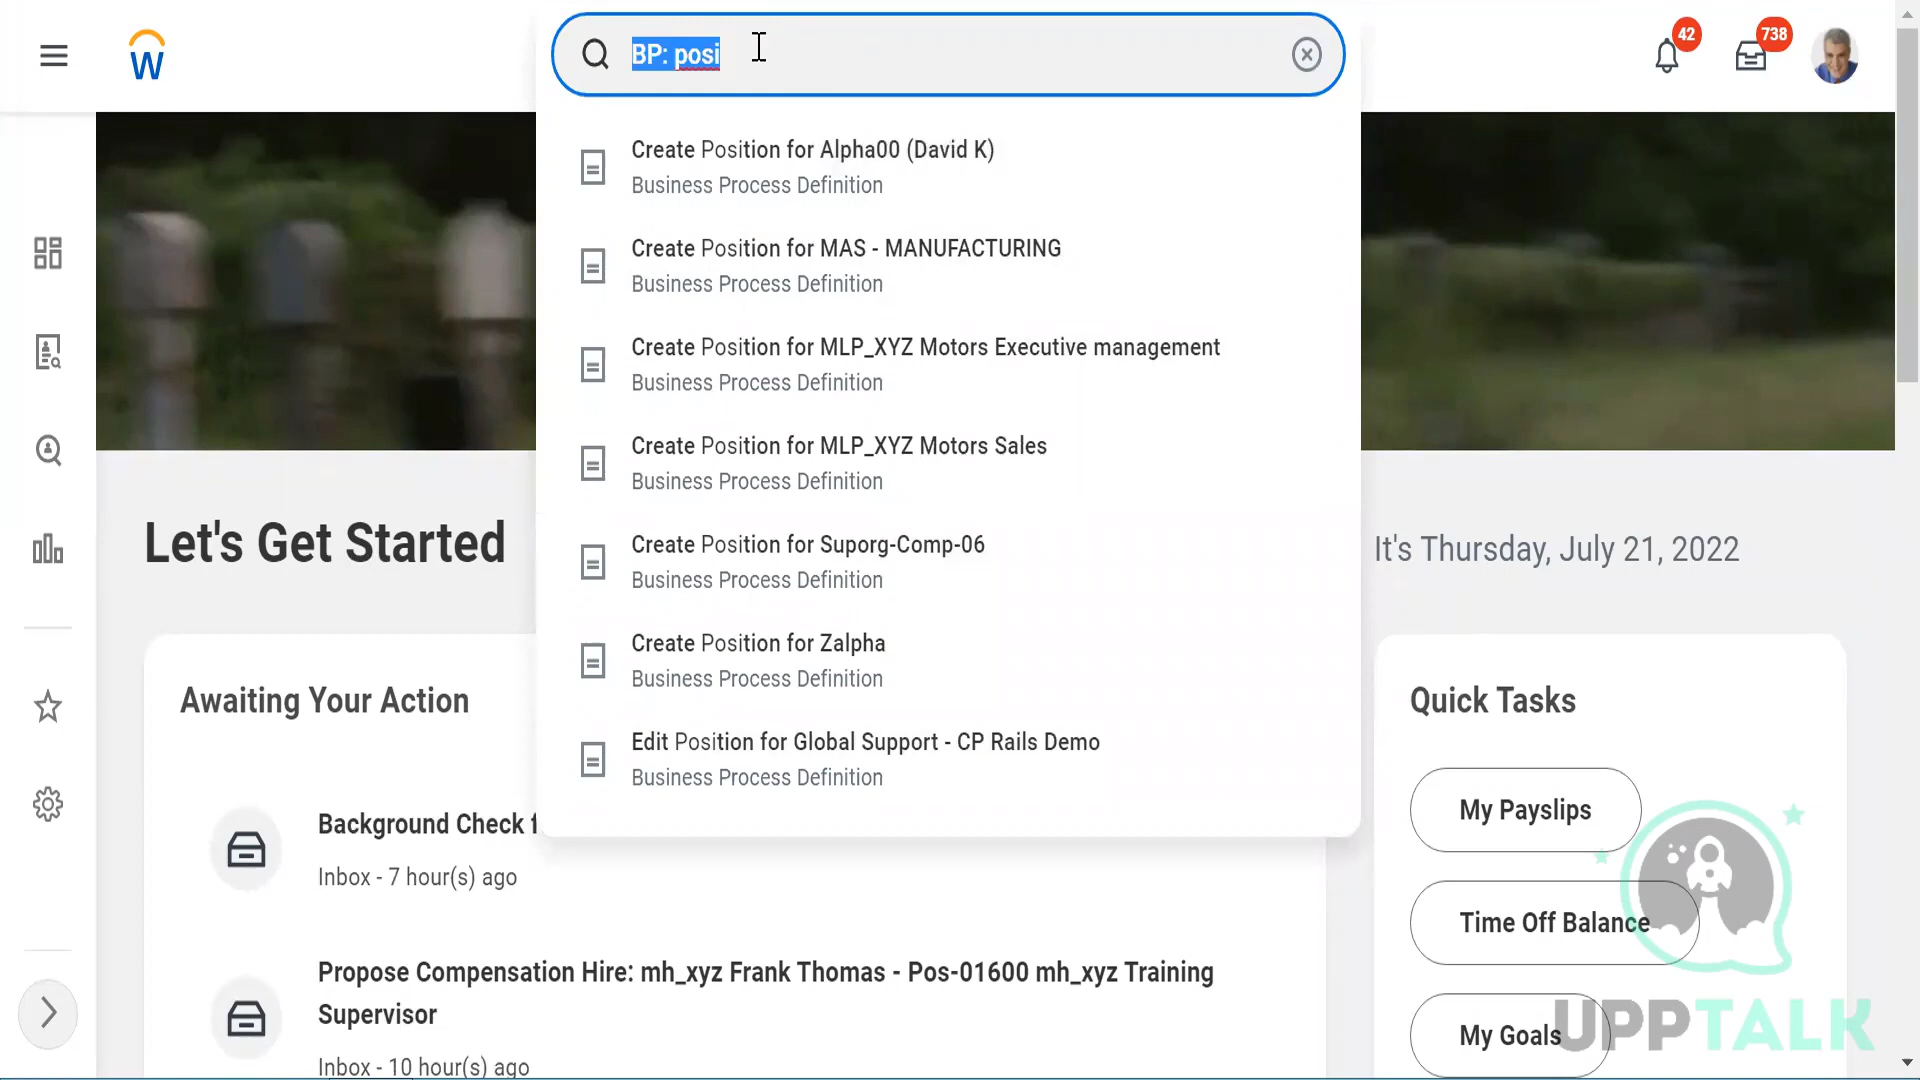 W
BP: posi
42
738
Create Position for Alpha00 (David K)
Business Process Definition
Create Position for MAS - MANUFACTURING
Business Process Definition
Create Position for MLP_XYZ Motors Executive management
Business Process Definition
Create Position for MLP_XYZ Motors Sales
Business Process Definition
Create Position for Suporg-Comp-06
Business Process Definition
Create Position for Zalpha
Business Process Definition
Edit Position for Global Support - CP Rails Demo
Business Process Definition
Let's Get Started
It's Thursday, July 21, 2022
Awaiting Your Action
Background Check f
Inbox - 7 hour(s) ago
Propose Compensation Hire: mh_xyz Frank Thomas - Pos-01600 mh_xyz Training
Supervisor
Inbox - 10 hour(s) ago
Quick Tasks
My Payslips
Time Off Balance
My Goals
UPPTALK